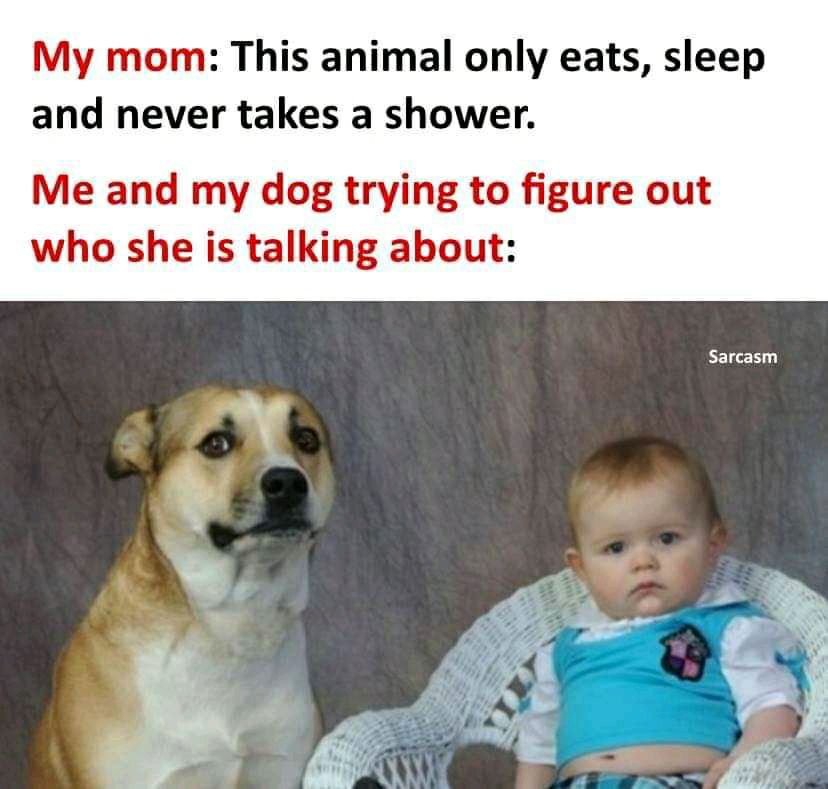 My mom: This animal only eats, sleep
and never takes a shower.
Me and my dog trying to figure out
who she is talking about:
Sarcasm